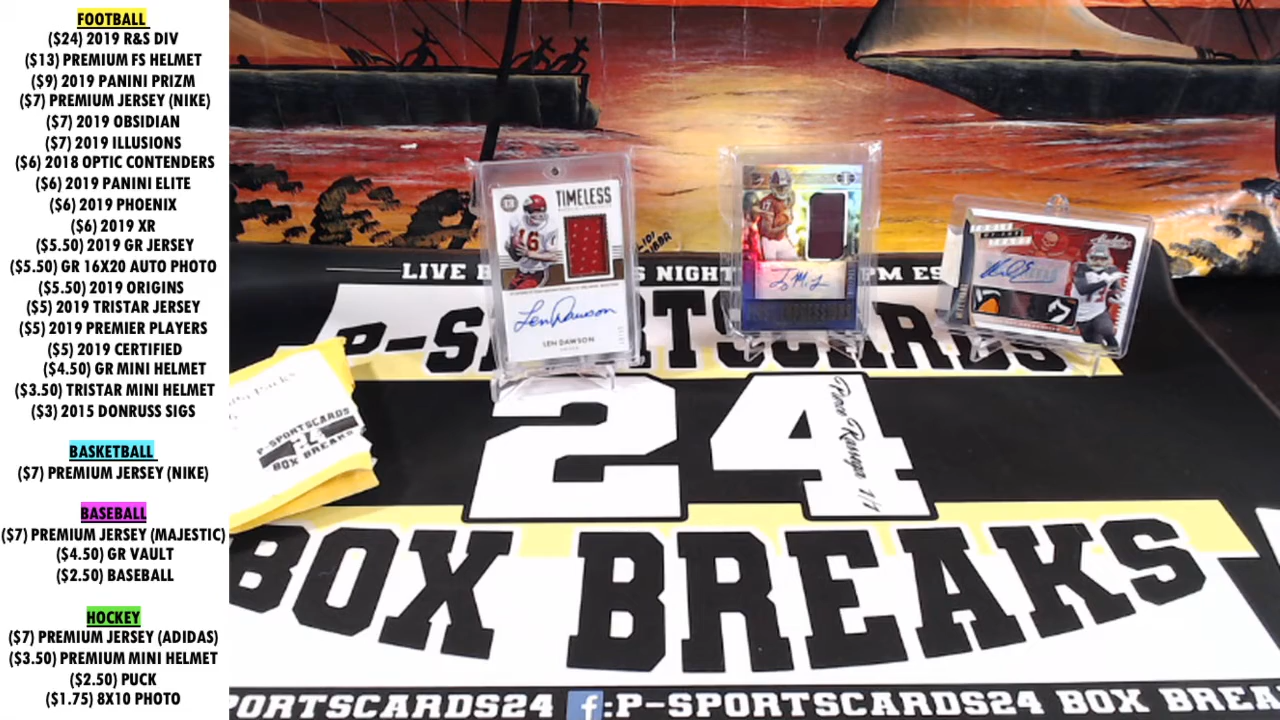 FOOTBALL
($24) 2019 R&S DIV
($13) PREMIUM FS HELMET
($9) 2019 PANINI PRIZM
($7) PREMIUM JERSEY (NIKE)
($7) 2019 OBSIDIAN
($7) 2019 ILLUSIONS
($6) 2018 OPTIC CONTENDERS
($6) 2019 PANINI ELITE
($6) 2019 PHOENIX
($6) 2019 XR
($5.50) 2019 GR JERSEY
($5.50) GR 16X20 AUTO PHOTO
($5.50) 2019 ORIGINS
($5) 2019 TRISTAR JERSEY
($5) 2019 PREMIER PLAYERS
($5) 2019 CERTIFIED
($4.50) GR MINI HELMET
($3.50) TRISTAR MINI HELMET
($3) 2015 DONRUSS SIGS
BASKETBALL
($7) PREMIUM JERSEY (NIKE)
BASEBALL
($7) PREMIUM JERSEY (MAJESTIC)
($4.50) GR VAULT
($2.50) BASEBALL
HOCKEY
($7) PREMIUM JERSEY (ADIDAS)
($3.50) PREMIUM MINI HELMET
($2.50) PUCK
($1.75) 8X10 PHOTO
TIMELESS
16
Len Dawson
LEN DAWSON
LIVE NIGHT PM
P-SPORTSCARDS
24
BOX BREAKS
P-SPORTSCARDS
BOX BREAKS
PORTSCARDS24 f:P-SPORTSCARDS24 BOX BREA